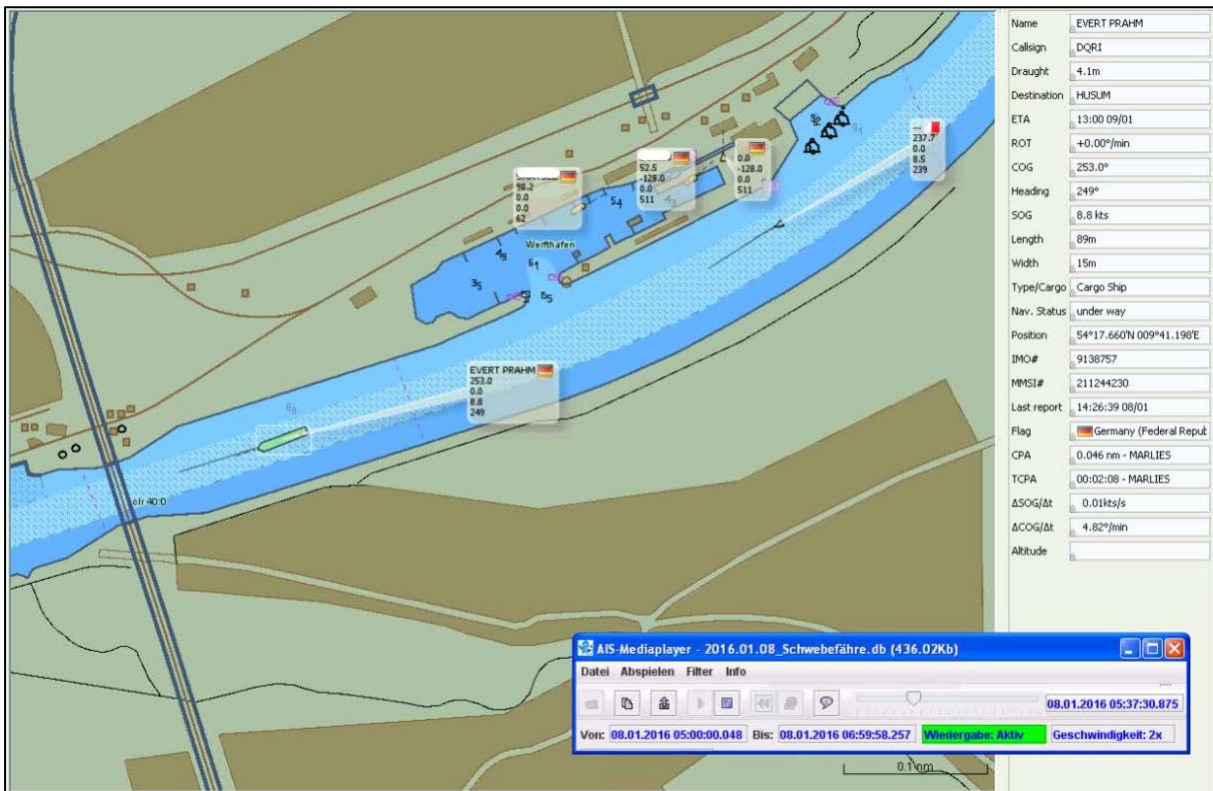 98.2
0.0
0.0
62
52.5
-128.0
0.0
511
0.0
-128.0
0.0
511
---
237.7
0.0
8.5
239
Werfthafen
EVERT PRAHM
253.0
0.0
8.8
249
clr 40.0
0.1 nm
Name EVERT PRAHM
Callsign DQRI
Draught 4.1m
Destination HUSUM
ETA 13:00 09/01
ROT +0.00°/min
COG 253.0°
Heading 249°
SOG 8.8 kts
Length 89m
Width 15m
Type/Cargo Cargo Ship
Nav. Status under way
Position 54°17.660'N 009°41.198'E
IMO# 9138757
MMSI# 211244230
Last report 14:26:39 08/01
Flag Germany (Federal Reput
CPA 0.046 nm - MARLIES
TCPA 00:02:08 - MARLIES
ΔSOG/Δt 0.01kts/s
ΔCOG/Δt 4.82°/min
Altitude
AIS-Mediaplayer - 2016.01.08_Schwebefähre.db (436.02Kb)
Datei Abspielen Filter Info
08.01.2016 05:37:30.875
Von: 08.01.2016 05:00:00.048 Bis: 08.01.2016 06:59:58.257 Wiedergabe: Aktiv Geschwindigkeit: 2x